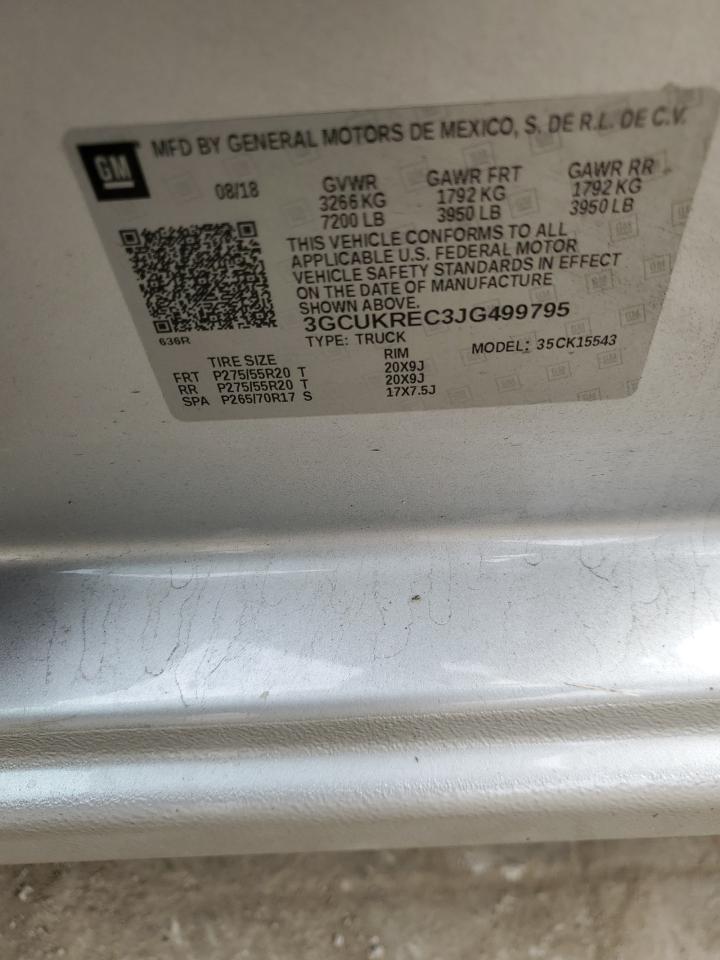 GM
MFD BY GENERAL MOTORS DE MEXICO, S. DE R.L. DE C.V.
08/18 GVWR GAWR FRT GAWR RR
3266 KG 1792 KG 1792 KG
7200 LB 3950 LB 3950 LB
THIS VEHICLE CONFORMS TO ALL
APPLICABLE U.S. FEDERAL MOTOR
VEHICLE SAFETY STANDARDS IN EFFECT
ON THE DATE OF MANUFACTURE
SHOWN ABOVE.
3GCUKREC3JG499795
636R
TYPE: TRUCK MODEL: 35CK15543
TIRE SIZE RIM
FRT P275/55R20 T 20X9J
RR P275/55R20 T 20X9J
SPA P265/70R17 S 17X7.5J